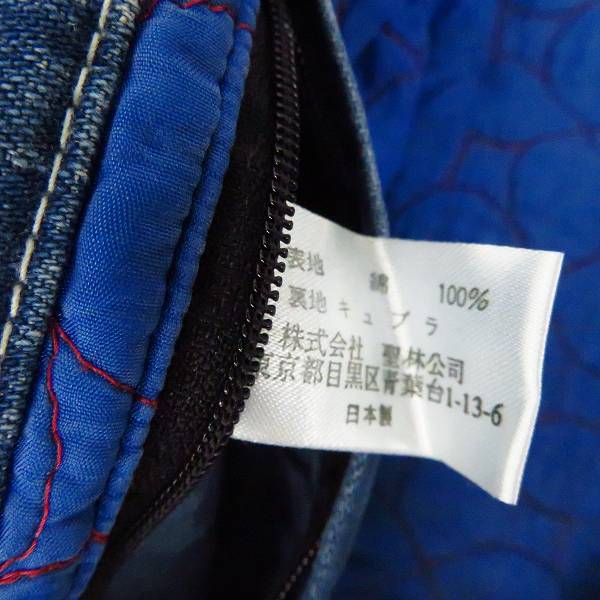 表地 綿 100%
裏地 キュプラ
株式会社 聖林公司
東京都目黒区青葉台1-13-6
日本製